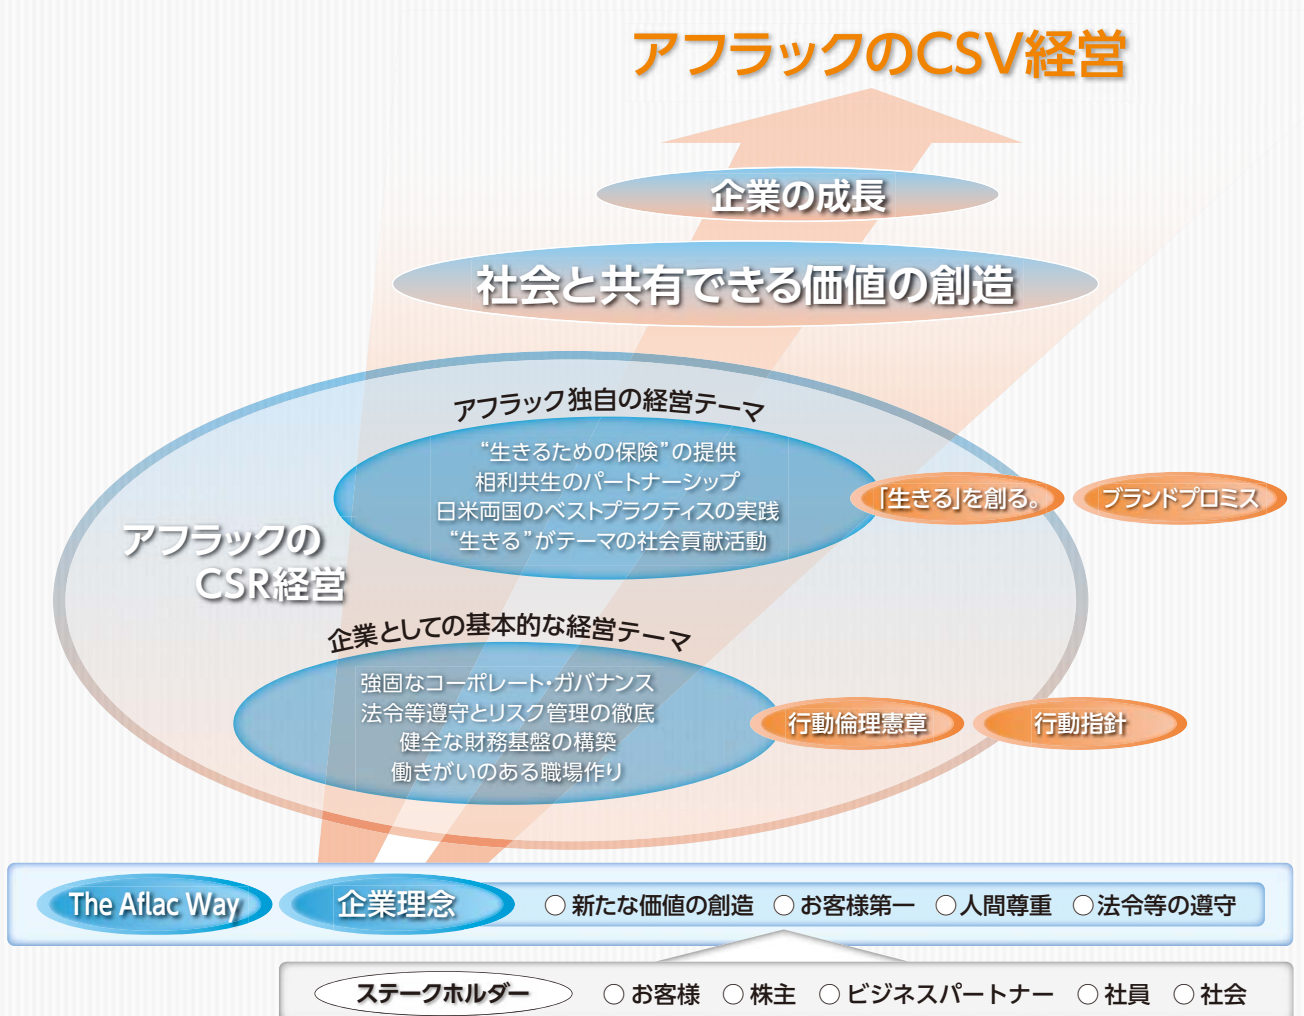 アフラックのCSV経営
企業の成長
社会と共有できる価値の創造
アフラック独自の経営テーマ
“生きるための保険”の提供
相利共生のパートナーシップ
日米両国のベストプラクティスの実践
“生きる”がテーマの社会貢献活動
「生きる」を創る。
ブランドプロミス
アフラックの
CSR経営
企業としての基本的な経営テーマ
強固なコーポレート・ガバナンス
法令等遵守とリスク管理の徹底
健全な財務基盤の構築
働きがいのある職場作り
行動倫理憲章
行動指針
The Aflac Way
企業理念
○ 新たな価値の創造 ○ お客様第一 ○ 人間尊重 ○ 法令等の遵守
ステークホルダー
○ お客様 ○ 株主 ○ ビジネスパートナー ○ 社員 ○ 社会